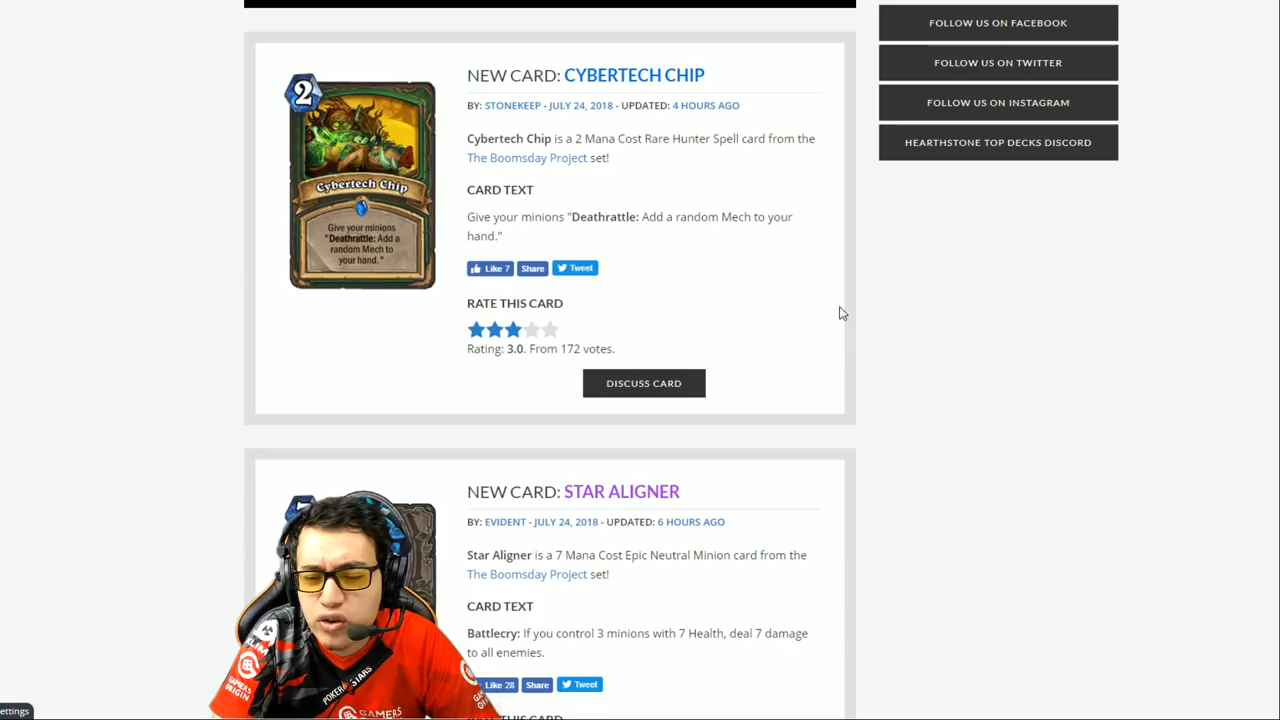 FOLLOW US ON FACEBOOK
FOLLOW US ON TWITTER
FOLLOW US ON INSTAGRAM
HEARTHSTONE TOP DECKS DISCORD
2
Cybertech Chip
Give your minions
"Deathrattle: Add a
random Mech to
your hand."
NEW CARD: CYBERTECH CHIP
BY: STONEKEEP - JULY 24, 2018 - UPDATED: 4 HOURS AGO
Cybertech Chip is a 2 Mana Cost Rare Hunter Spell card from the
The Boomsday Project set!
CARD TEXT
Give your minions "Deathrattle: Add a random Mech to your
hand."
Like 7 Share Tweet
RATE THIS CARD
Rating: 3.0. From 172 votes.
DISCUSS CARD
NEW CARD: STAR ALIGNER
BY: EVIDENT - JULY 24, 2018 - UPDATED: 6 HOURS AGO
Star Aligner is a 7 Mana Cost Epic Neutral Minion card from the
The Boomsday Project set!
CARD TEXT
Battlecry: If you control 3 minions with 7 Health, deal 7 damage
to all enemies.
Like 28 Share Tweet
RATE THIS CARD
ettings
GAMERS
ORIGIN
POKERSTARS
GAMERS